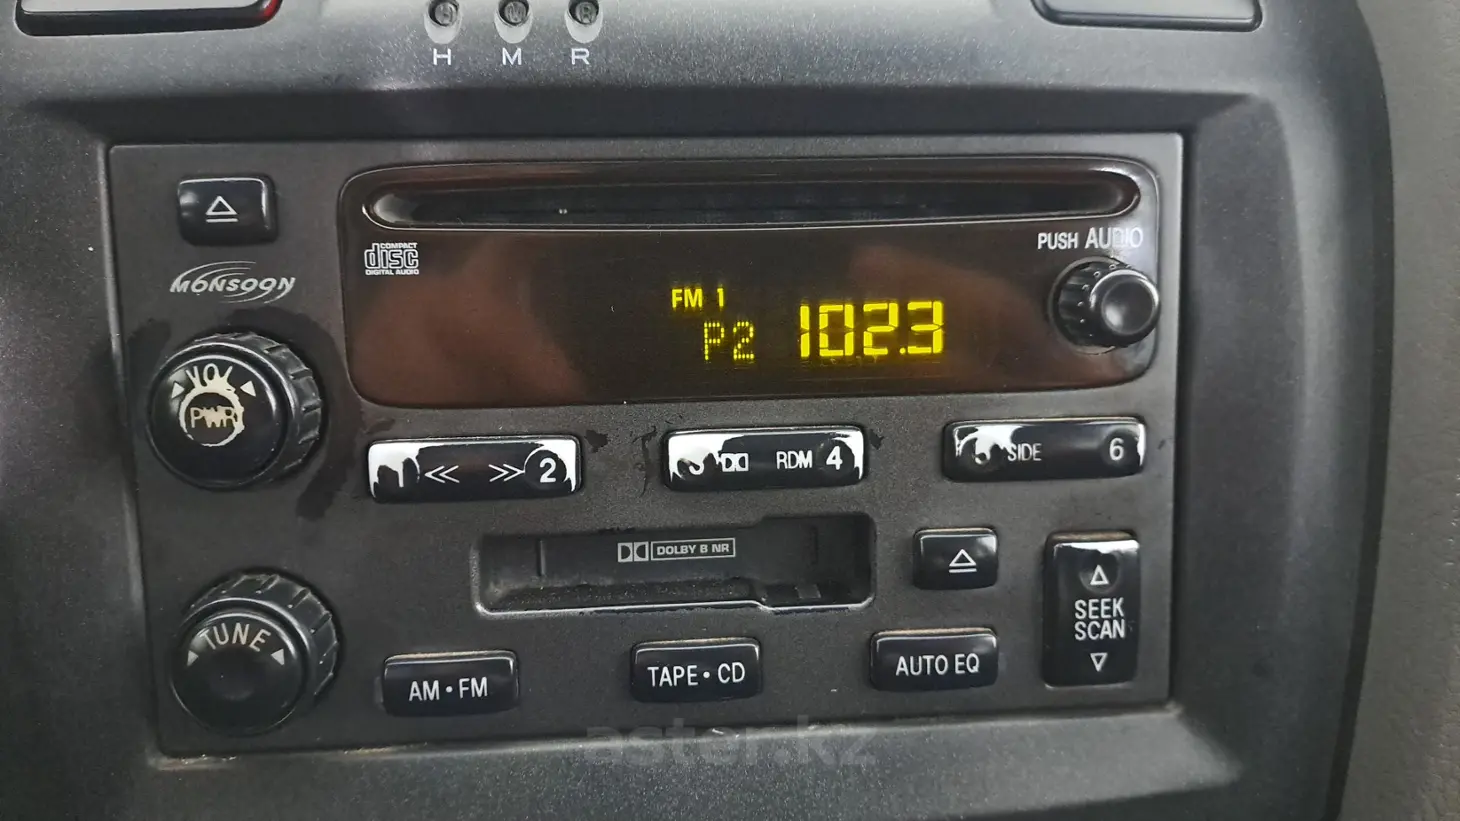 H M R
COMPACT
disc
DIGITAL AUDIO
PUSH AUDIO
MONSOON
FM 1
P2 102.3
VOL
PWR
1 2
RDM 4
SIDE 6
DOLBY B NR
SEEK
SCAN
TUNE
AM • FM
TAPE • CD
AUTO EQ
aster.kz